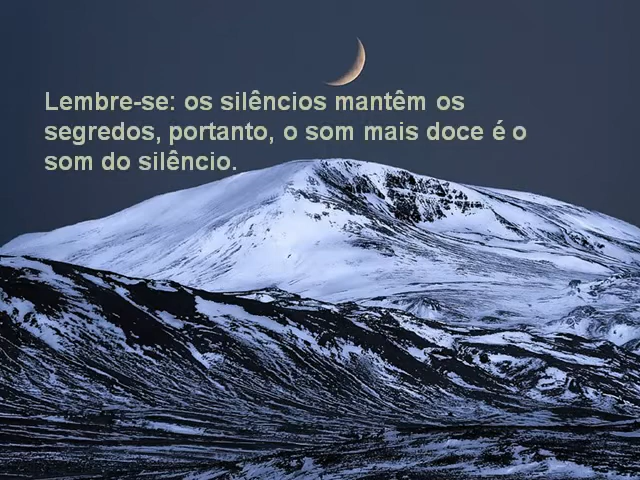 Lembre-se: os silêncios mantêm os
segredos, portanto, o som mais doce é o
som do silêncio.